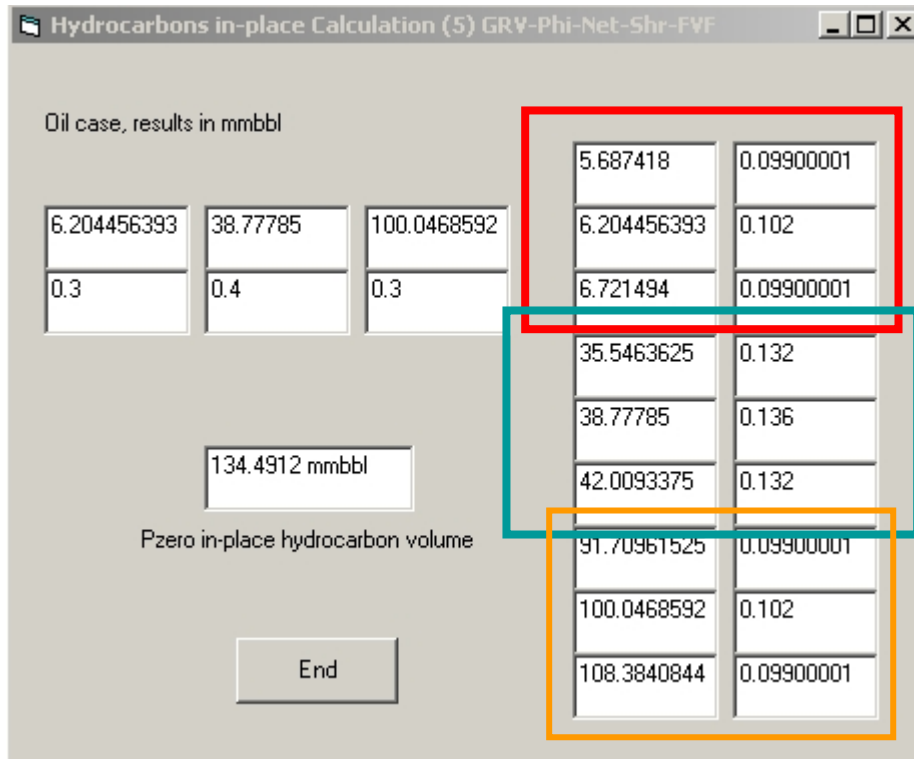 Hydrocarbons in-place Calculation (5) GRV-Phi-Net-Shr-FVF
Oil case, results in mmbbl
6.204456393 38.77785 100.0468592
0.3 0.4 0.3
134.4912 mmbbl
Pzero in-place hydrocarbon volume
End
5.687418 0.09900001
6.204456393 0.102
6.721494 0.09900001
35.5463625 0.132
38.77785 0.136
42.0093375 0.132
91.70961525 0.09900001
100.0468592 0.102
108.3840844 0.09900001